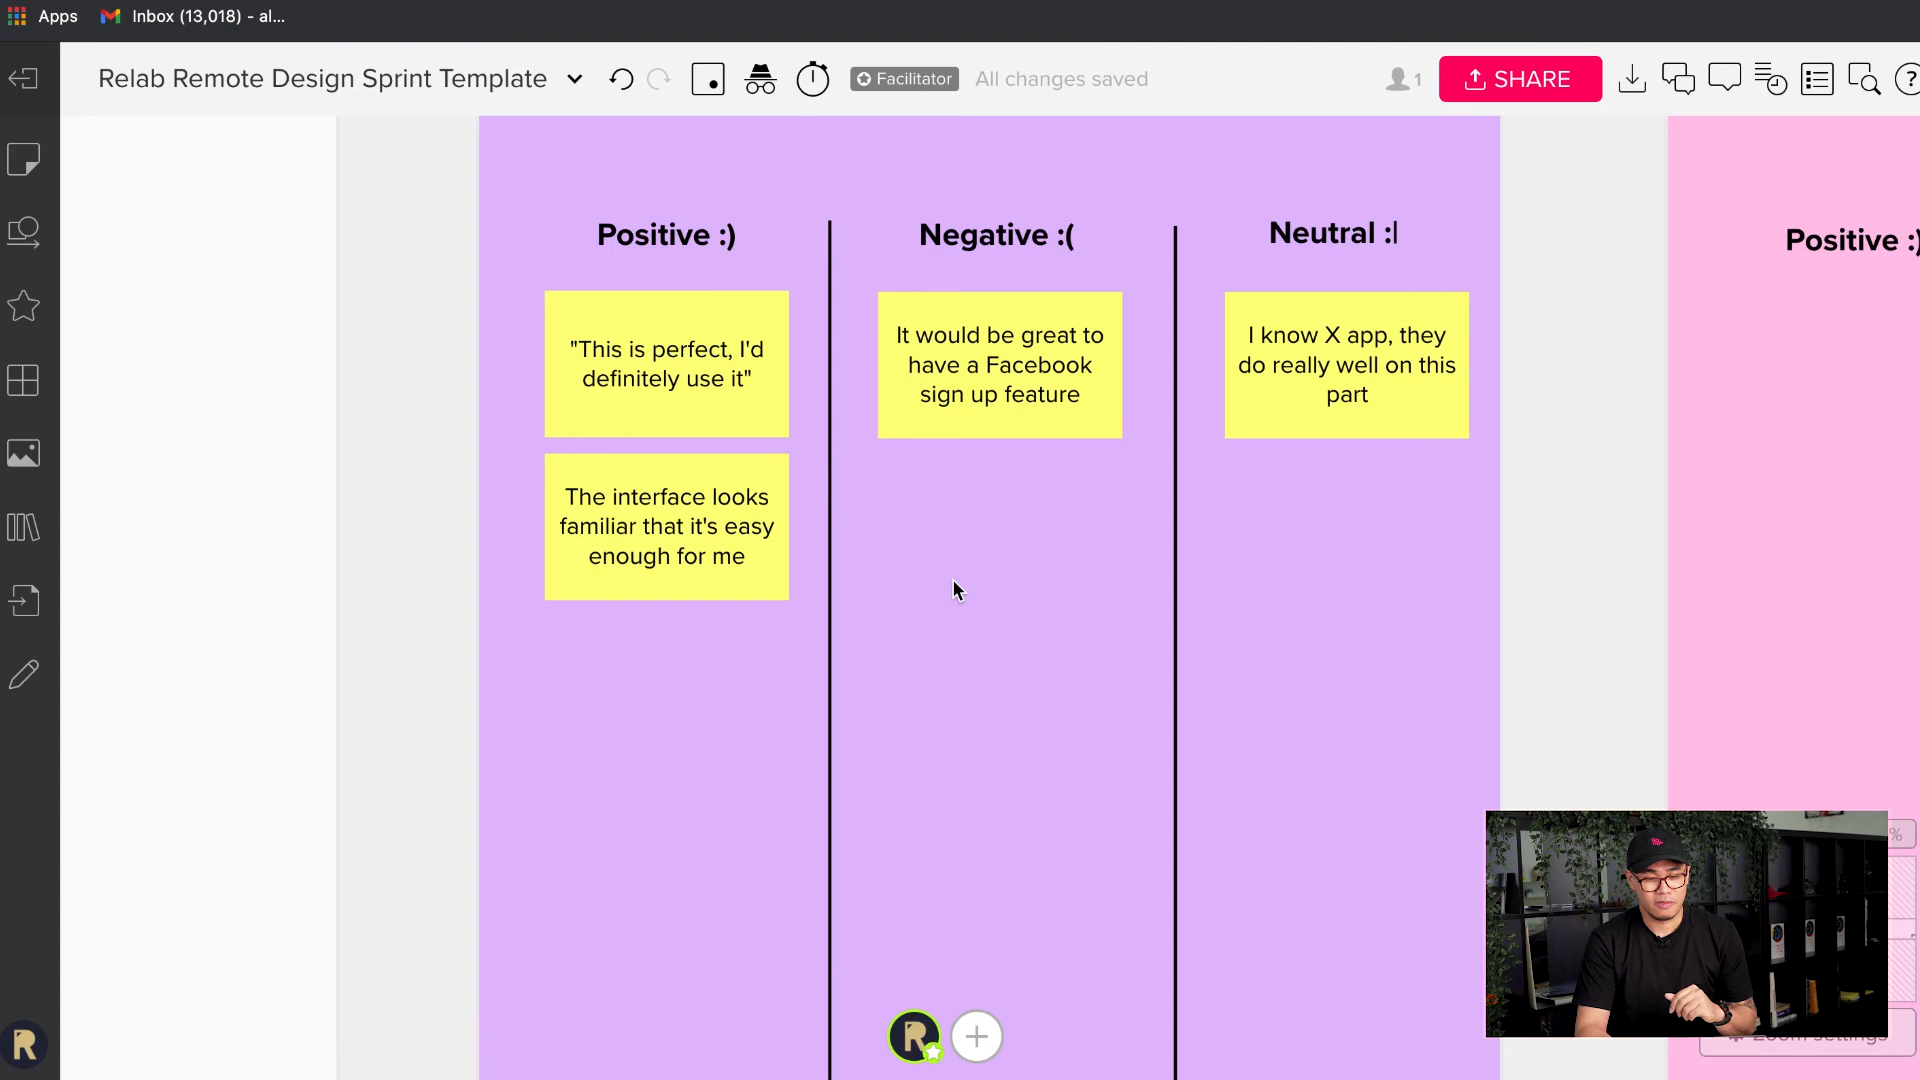 Apps
Inbox (13,018) - al...
Relab Remote Design Sprint Template
Facilitator
All changes saved
1
SHARE
?
Positive :)
Negative :(
Neutral :|
Positive :)
"This is perfect, I'd
definitely use it"
It would be great to
have a Facebook
sign up feature
I know X app, they
do really well on this
part
The interface looks
familiar that it's easy
enough for me
%
Zoom settings
R
R